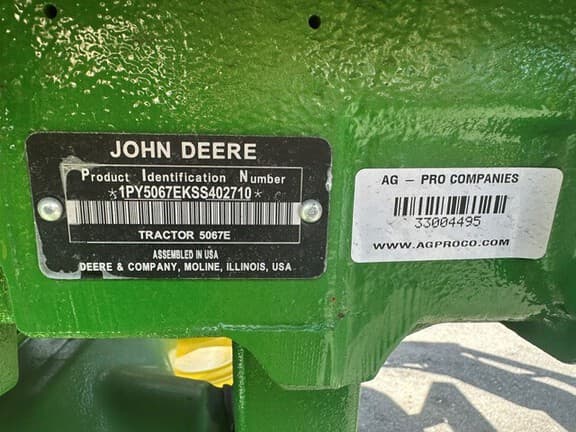 JOHN DEERE
Product Identification Number
*1PY5067EKSS402710*
TRACTOR 5067E
ASSEMBLED IN USA
DEERE & COMPANY, MOLINE, ILLINOIS, USA
AG - PRO COMPANIES
33004495
WWW.AGPROCO.COM